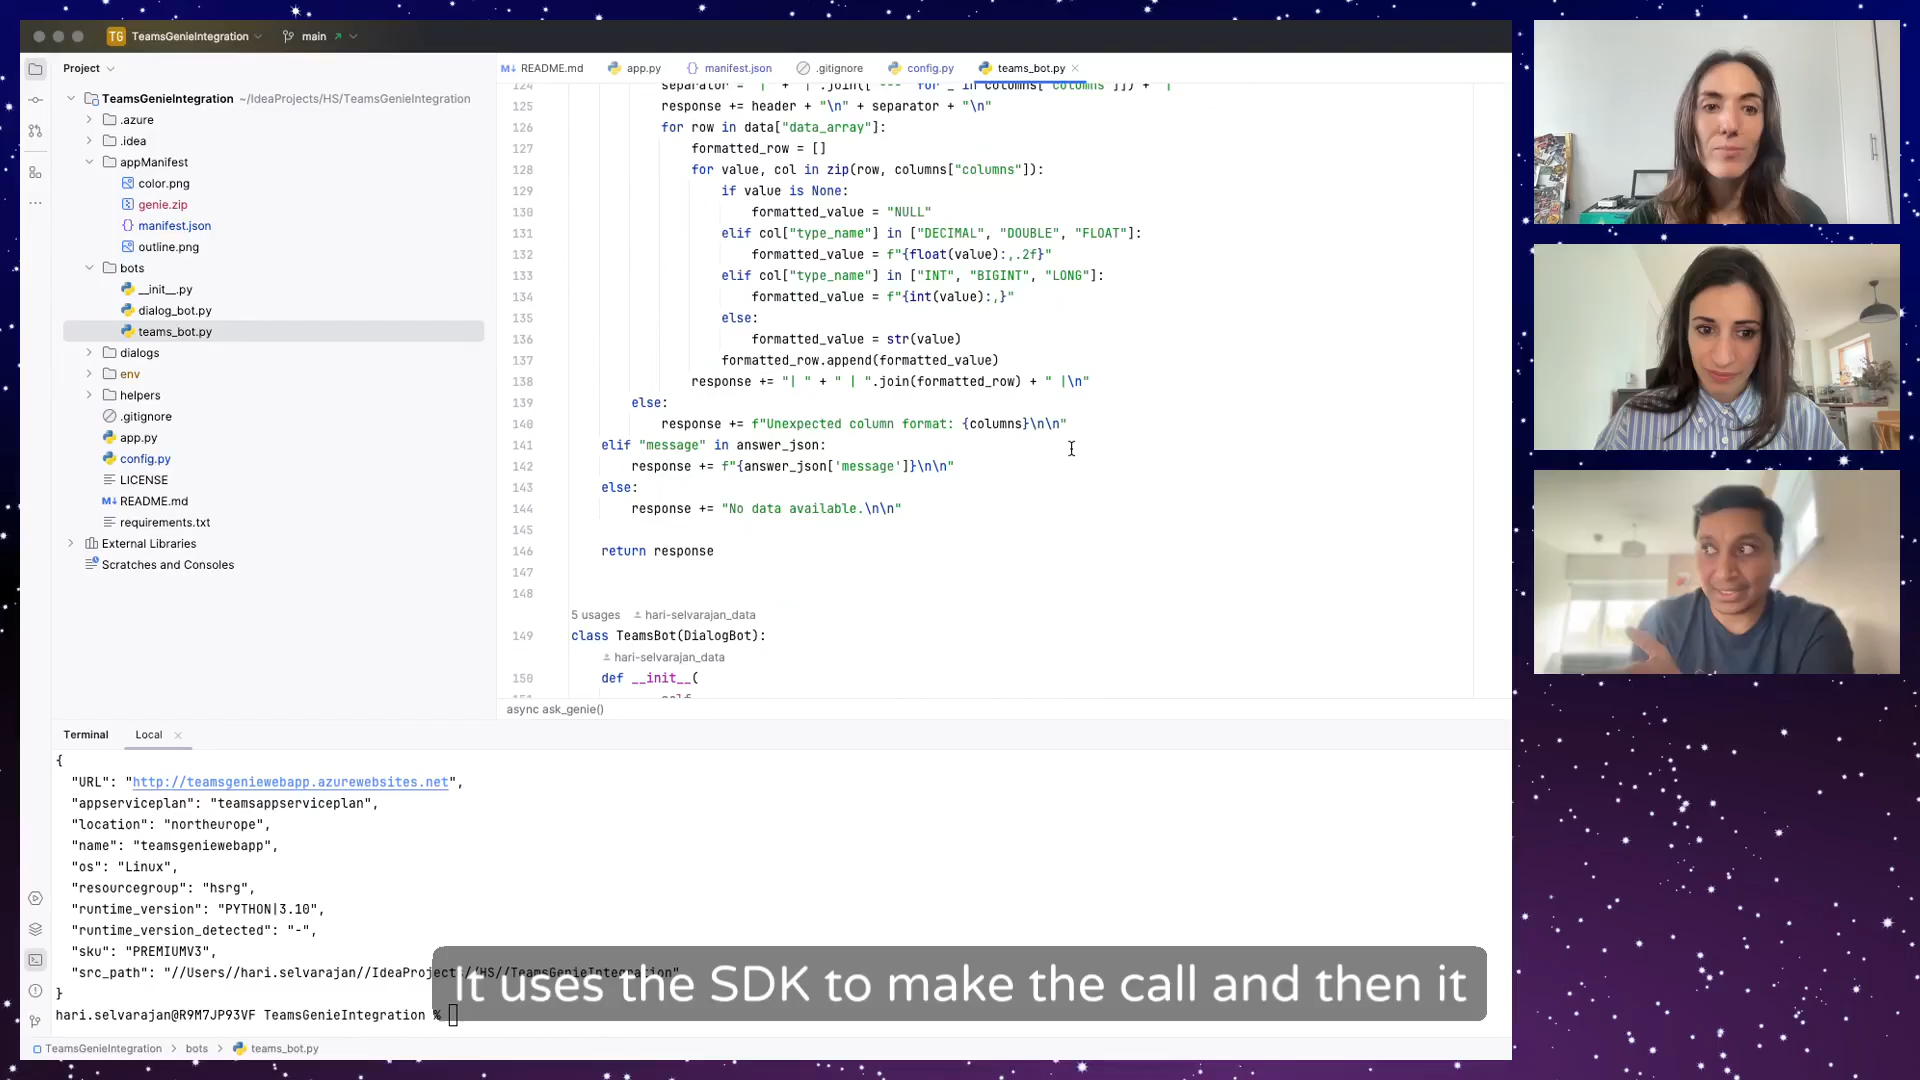 TG TeamsGenieIntegration main
Project
README.md app.py manifest.json .gitignore config.py teams_bot.py
TeamsGenieIntegration ~/IdeaProjects/HS/TeamsGenieIntegration
.azure
.idea
appManifest
color.png
genie.zip
manifest.json
outline.png
bots
__init__.py
dialog_bot.py
teams_bot.py
dialogs
env
helpers
.gitignore
app.py
config.py
LICENSE
README.md
requirements.txt
External Libraries
Scratches and Consoles
125 response += header + "\n" + separator + "\n"
126 for row in data["data_array"]:
127 formatted_row = []
128 for value, col in zip(row, columns["columns"]):
129 if value is None:
130 formatted_value = "NULL"
131 elif col["type_name"] in ["DECIMAL", "DOUBLE", "FLOAT"]:
132 formatted_value = f"{float(value):,.2f}"
133 elif col["type_name"] in ["INT", "BIGINT", "LONG"]:
134 formatted_value = f"{int(value):,}"
135 else:
136 formatted_value = str(value)
137 formatted_row.append(formatted_value)
138 response += "| " + " | ".join(formatted_row) + " |\n"
139 else:
140 response += f"Unexpected column format: {columns}\n\n"
141 elif "message" in answer_json:
142 response += f"{answer_json['message']}\n\n"
143 else:
144 response += "No data available.\n\n"
145
146 return response
147
148
5 usages hari-selvarajan_data
149 class TeamsBot(DialogBot):
hari-selvarajan_data
150 def __init__(
async ask_genie()
Terminal Local
{
"URL": "http://teamsgeniewebapp.azurewebsites.net",
"appserviceplan": "teamsappserviceplan",
"location": "northeurope",
"name": "teamsgeniewebapp",
"os": "Linux",
"resourcegroup": "hsrg",
"runtime_version": "PYTHON|3.10",
"runtime_version_detected": "-",
"sku": "PREMIUMV3",
"src_path": "//Users//hari.selvarajan//IdeaProjects//HS//TeamsGenieIntegration"
}
hari.selvarajan@R9M7JP93VF TeamsGenieIntegration %
It uses the SDK to make the call and then it
TeamsGenieIntegration > bots > teams_bot.py